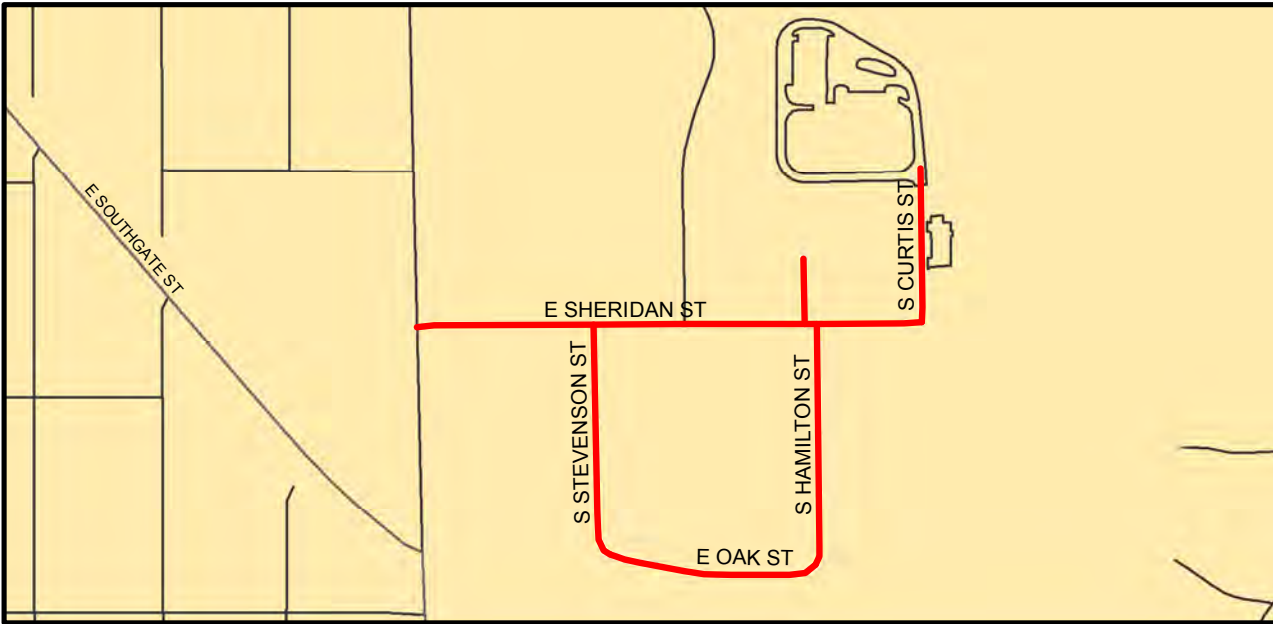 E SOUTHGATE ST
S CURTIS ST
E SHERIDAN ST
S STEVENSON ST
S HAMILTON ST
E OAK ST